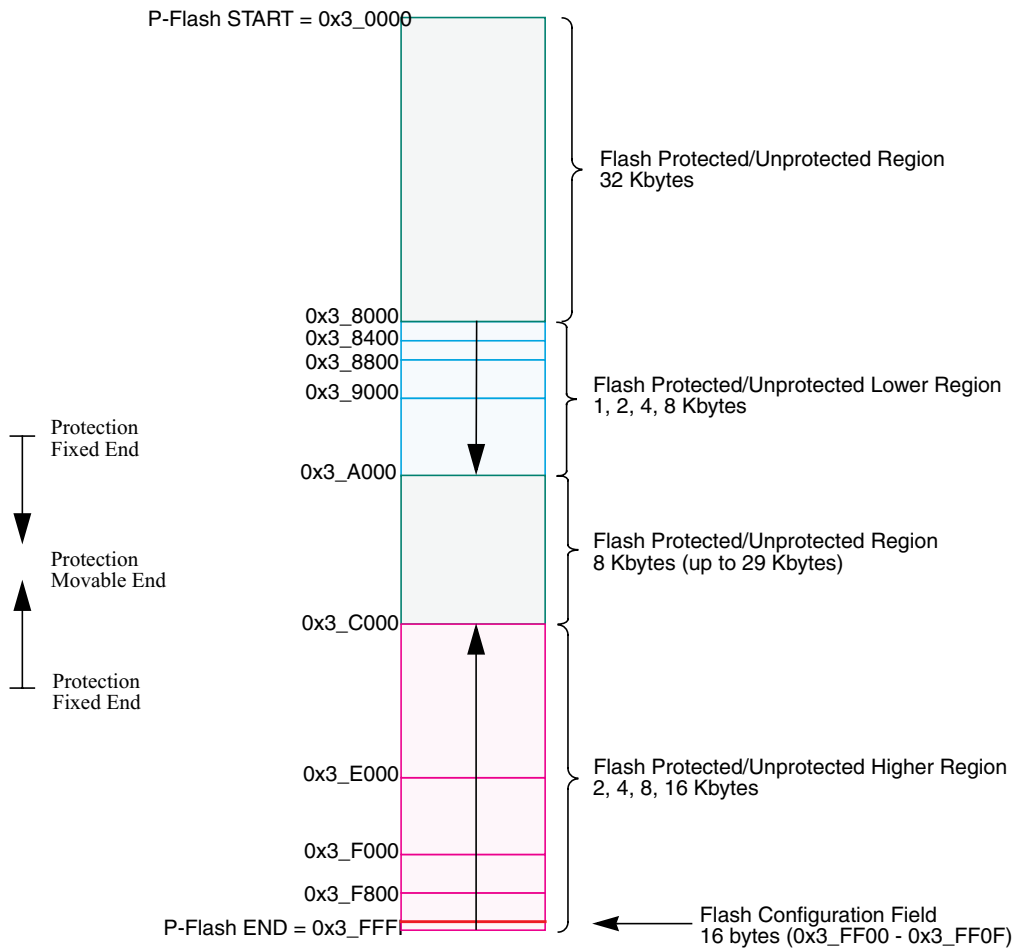 P-Flash START = 0x3_0000
Flash Protected/Unprotected Region
32 Kbytes
0x3_8000
0x3_8400
0x3_8800
0x3_9000
Flash Protected/Unprotected Lower Region
1, 2, 4, 8 Kbytes
Protection
Fixed End
0x3_A000
Protection
Movable End
Flash Protected/Unprotected Region
8 Kbytes (up to 29 Kbytes)
0x3_C000
Protection
Fixed End
0x3_E000
Flash Protected/Unprotected Higher Region
2, 4, 8, 16 Kbytes
0x3_F000
0x3_F800
P-Flash END = 0x3_FFF
Flash Configuration Field
16 bytes (0x3_FF00 - 0x3_FF0F)